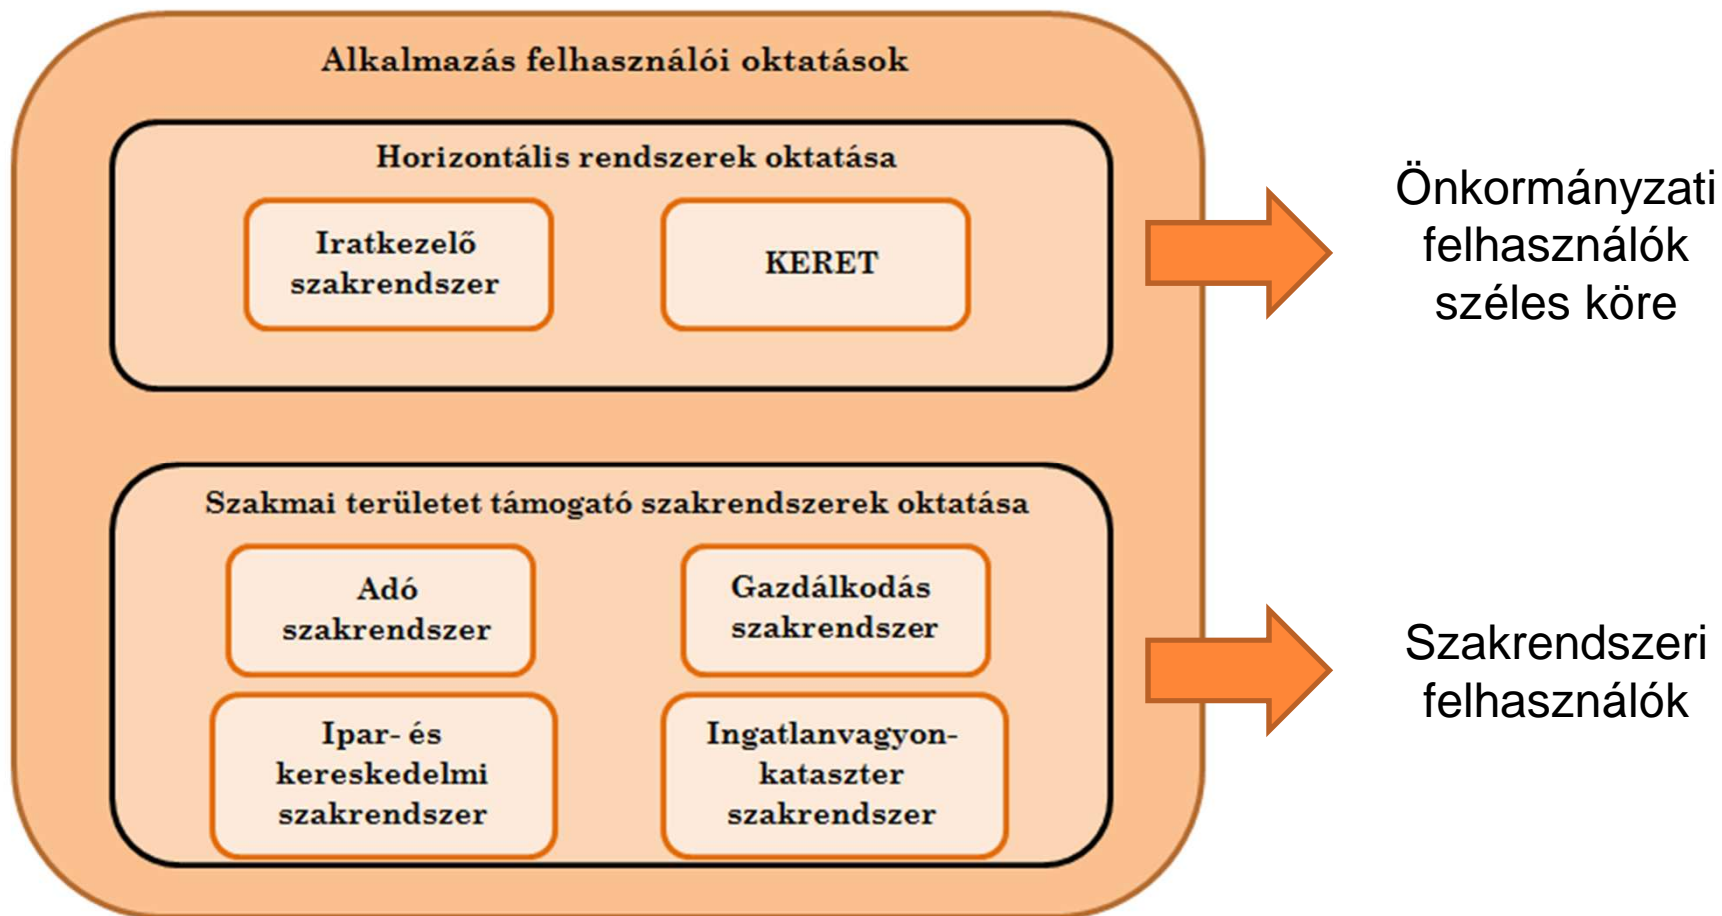 Alkalmazás felhasználói oktatások
Horizontális rendszerek oktatása
Iratkezelő
szakrendszer
KERET
Önkormányzati
felhasználók
széles köre
Szakmai területet támogató szakrendszerek oktatása
Adó
szakrendszer
Gazdálkodás
szakrendszer
Ipar- és
kereskedelmi
szakrendszer
Ingatlanvagyon-
kataszter
szakrendszer
Szakrendszeri
felhasználók